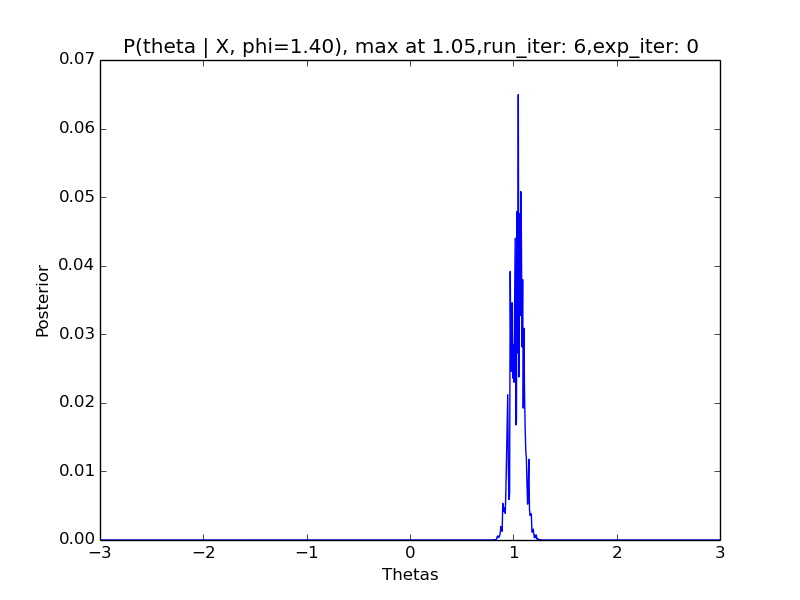 P(theta | X, phi=1.40), max at 1.05,run_iter: 6,exp_iter: 0
0.07
0.06
0.05
0.04
0.03
0.02
0.01
0.00
Posterior
−3 −2 −1 0 1 2 3
Thetas